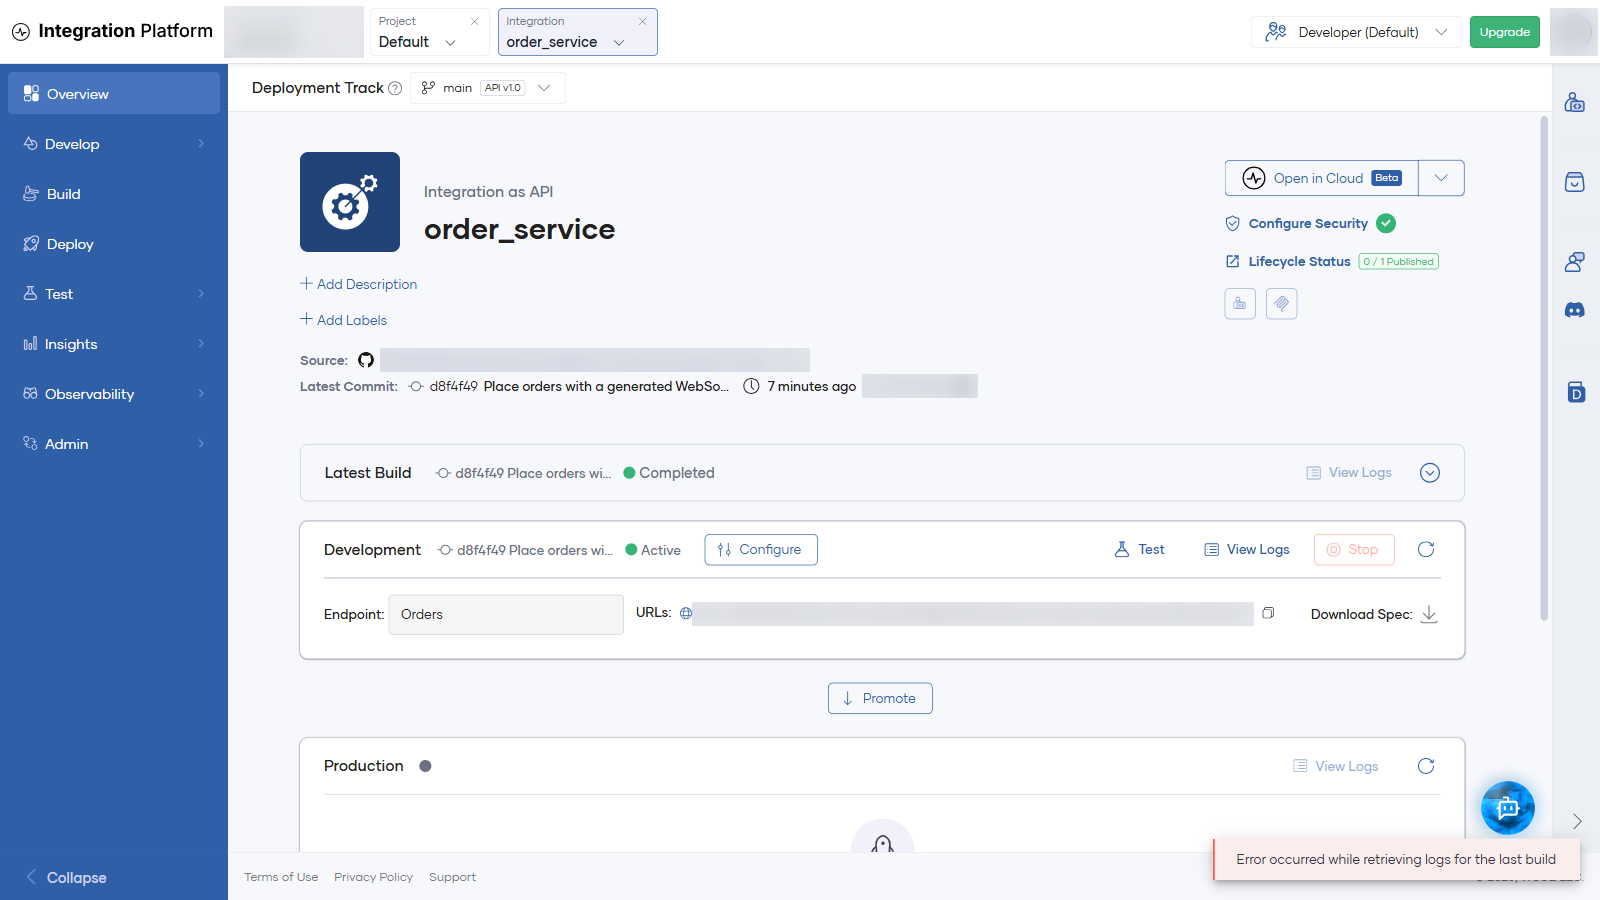 Integration Platform
Project
Default
Integration
order_service
Developer (Default)
Upgrade
Overview
Develop
Build
Deploy
Test
Insights
Observability
Admin
Collapse
Deployment Track
main API v1.0
Integration as API
order_service
Add Description
Add Labels
Source:
Latest Commit: d8f4f49 Place orders with a generated WebSo... 7 minutes ago
Open in Cloud Beta
Configure Security
Lifecycle Status 0 / 1 Published
Latest Build d8f4f49 Place orders wi... Completed View Logs
Development d8f4f49 Place orders wi... Active Configure Test View Logs Stop
Endpoint: Orders URLs: Download Spec:
Promote
Production View Logs
D
Error occurred while retrieving logs for the last build
Terms of Use Privacy Policy Support